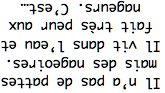 Il n'a pas de pattes
mais des nageoires.
Il vit dans l'eau et
fait très peur aux
nageurs. C'est...